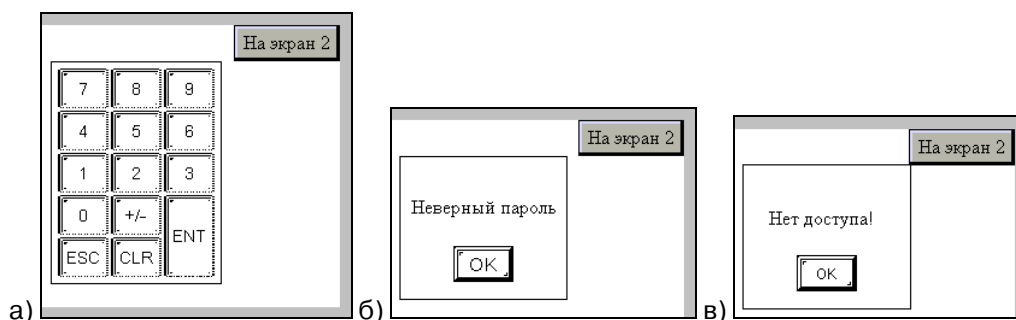 На экран 2
7 8 9
4 5 6
1 2 3
0 +/-
ENT
ESC CLR
а)
На экран 2
Неверный пароль
OK
б)
На экран 2
Нет доступа!
OK
в)